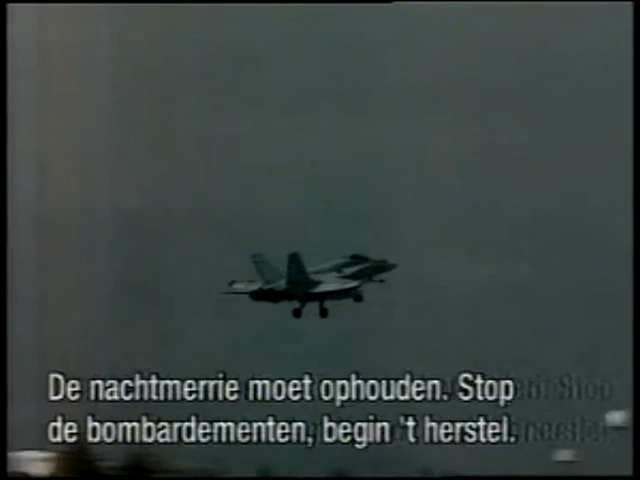 De nachtmerrie moet ophouden. Stop
de bombardementen, begin 't herstel.